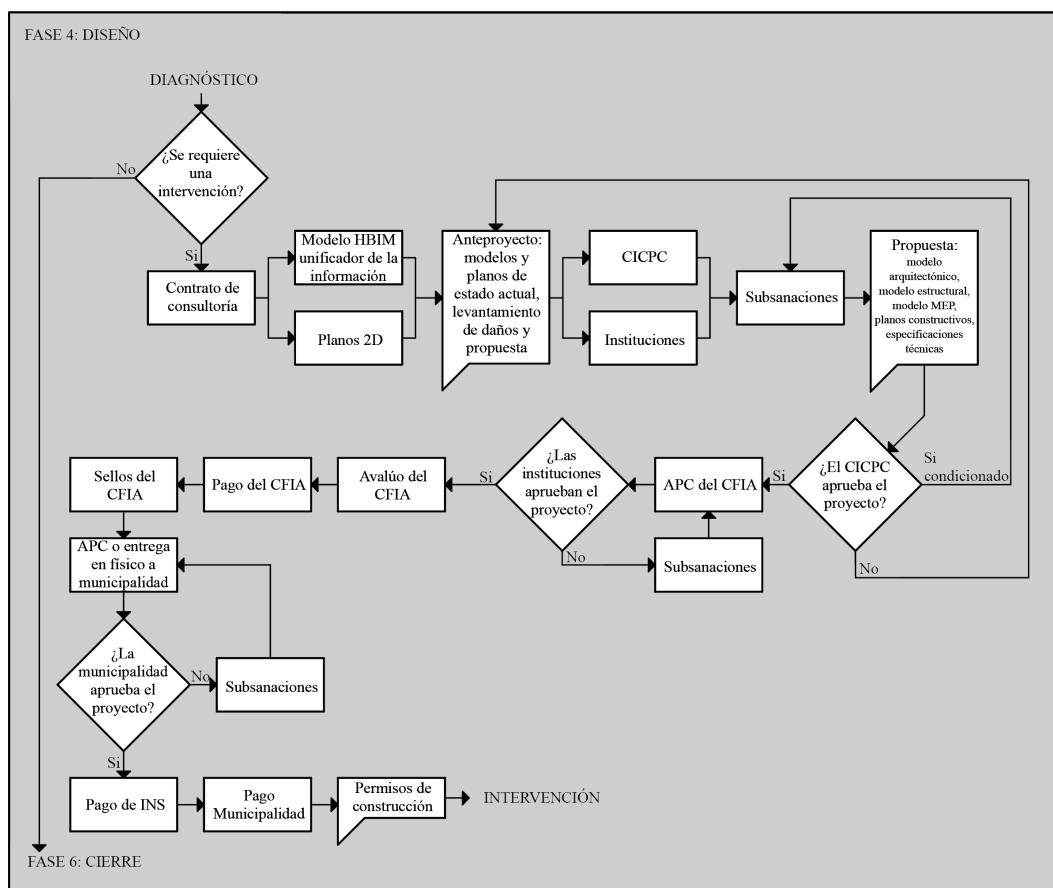 FASE 4: DISEÑO
DIAGNÓSTICO
¿Se requiere
una
intervención?
No
Si
Contrato de
consultoría
Modelo HBIM
unificador de la
información
Planos 2D
Anteproyecto:
modelos y
planos de
estado actual,
levantamiento
de daños y
propuesta
CICPC
Instituciones
Subsanaciones
Propuesta:
modelo
arquitectónico,
modelo estructural,
modelo MEP,
planos constructivos,
especificaciones
técnicas
¿El CICPC
aprueba el
proyecto?
Si
condicionado
No
Si
APC del CFIA
Subsanaciones
¿Las
instituciones
aprueban el
proyecto?
No
Si
Avalúo del
CFIA
Pago del CFIA
Sellos del
CFIA
APC o entrega
en físico a
municipalidad
¿La
municipalidad
aprueba el
proyecto?
No
Subsanaciones
Si
Pago de INS
Pago
Municipalidad
Permisos de
construcción
INTERVENCIÓN
FASE 6: CIERRE